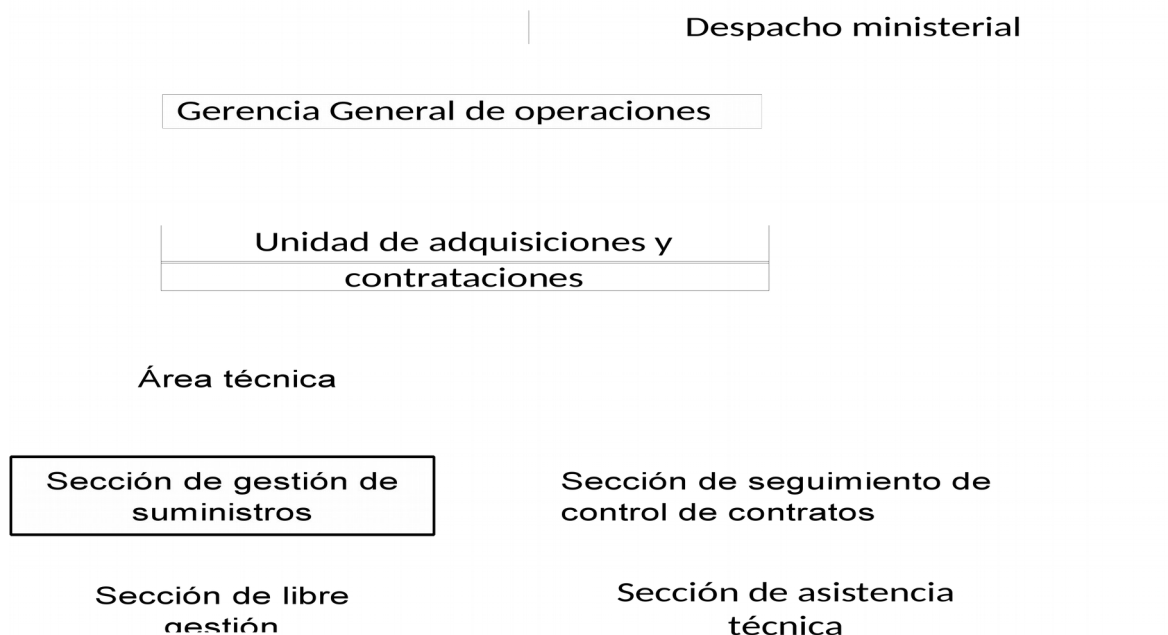 Despacho ministerial
Gerencia General de operaciones
Unidad de adquisiciones y
contrataciones
Área técnica
Sección de gestión de
suministros
Sección de seguimiento de
control de contratos
Sección de libre
gestión
Sección de asistencia
técnica